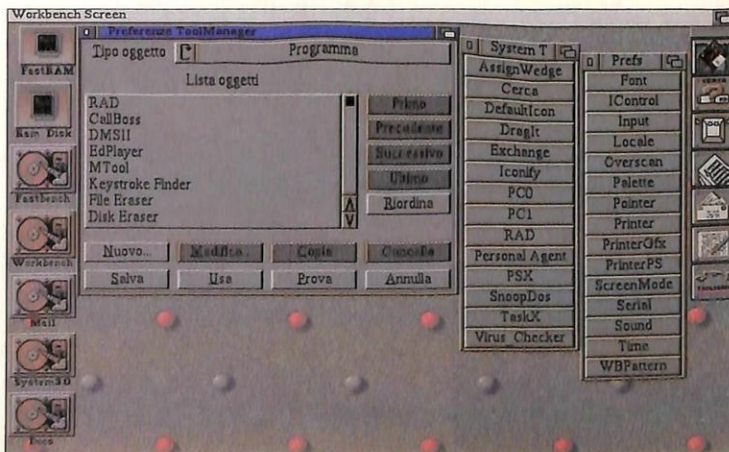 Workbench Screen
Preferenze ToolManager
Tipo oggetto
Programma
Lista oggetti
RAD
CallBoss
DMSII
EdPlayer
MTool
Keystroke Finder
File Eraser
Disk Eraser
Primo
Precedente
Successivo
Ultimo
Riordina
Nuovo...
Modifica...
Copia
Cancella
Salva
Usa
Prova
Annulla
System T
AssignWedge
Cerca
DefaultIcon
DragIt
Exchange
Iconify
PC0
PC1
RAD
Personal Agent
PSX
SnoopDos
TaskX
Virus_Checker
Prefs
Font
IControl
Input
Locale
Overscan
Palette
Pointer
Printer
PrinterGfx
PrinterPS
ScreenMode
Serial
Sound
Time
WBPattern
FastRAM
Ram Disk
Fastbench
Workbench
Mail
System3.0